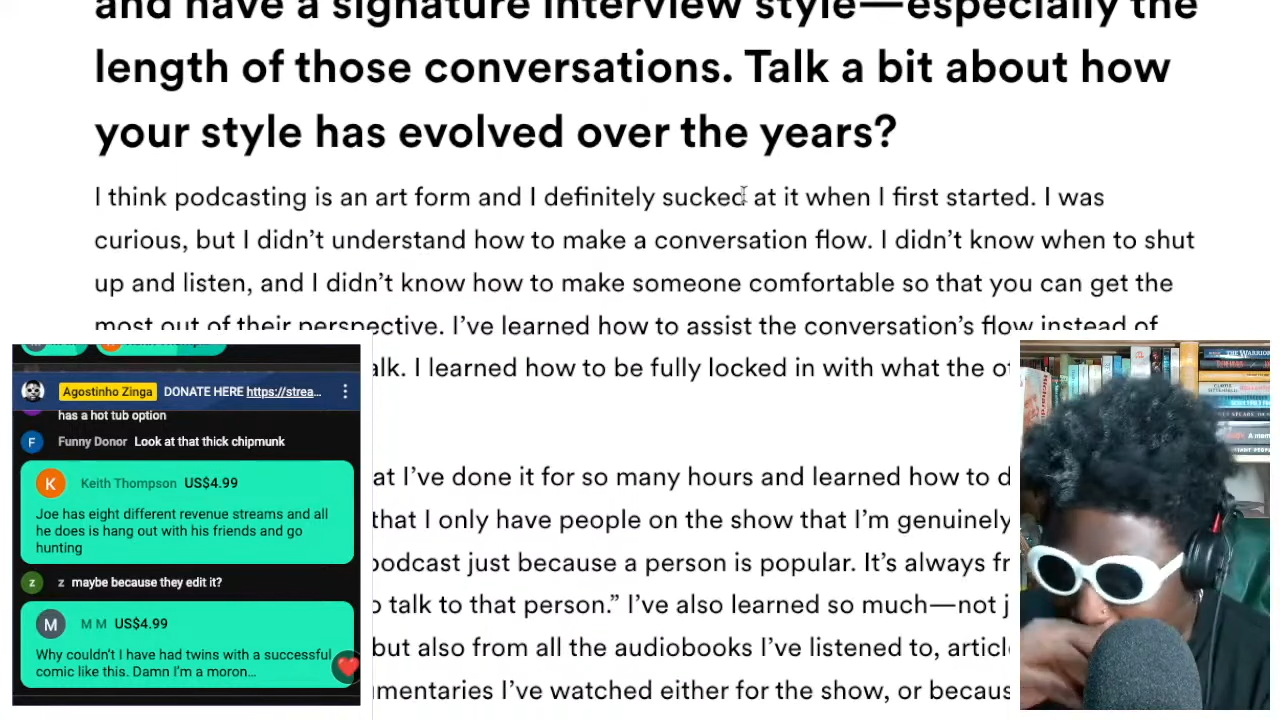 and have a signature interview style—especially the
length of those conversations. Talk a bit about how
your style has evolved over the years?
I think podcasting is an art form and I definitely sucked at it when I first started. I was
curious, but I didn’t understand how to make a conversation flow. I didn’t know when to shut
up and listen, and I didn’t know how to make someone comfortable so that you can get the
most out of their perspective. I’ve learned how to assist the conversation’s flow instead of
alk. I learned how to be fully locked in with what the
at I’ve done it for so many hours and learned how to
that I only have people on the show that I’m genuinely
podcast just because a person is popular. It’s always
talk to that person.” I’ve also learned so much—not
but also from all the audiobooks I’ve listened to,
umentaries I’ve watched either for the show, or
Agostinho Zinga DONATE HERE https://strea...
has a hot tub option
F Funny Donor Look at that thick chipmunk
K Keith Thompson US$4.99
Joe has eight different revenue streams and all
he does is hang out with his friends and go
hunting
z z maybe because they edit it?
M M M US$4.99
Why couldn't I have had twins with a successful
comic like this. Damn I'm a moron...
THE WARRIOR